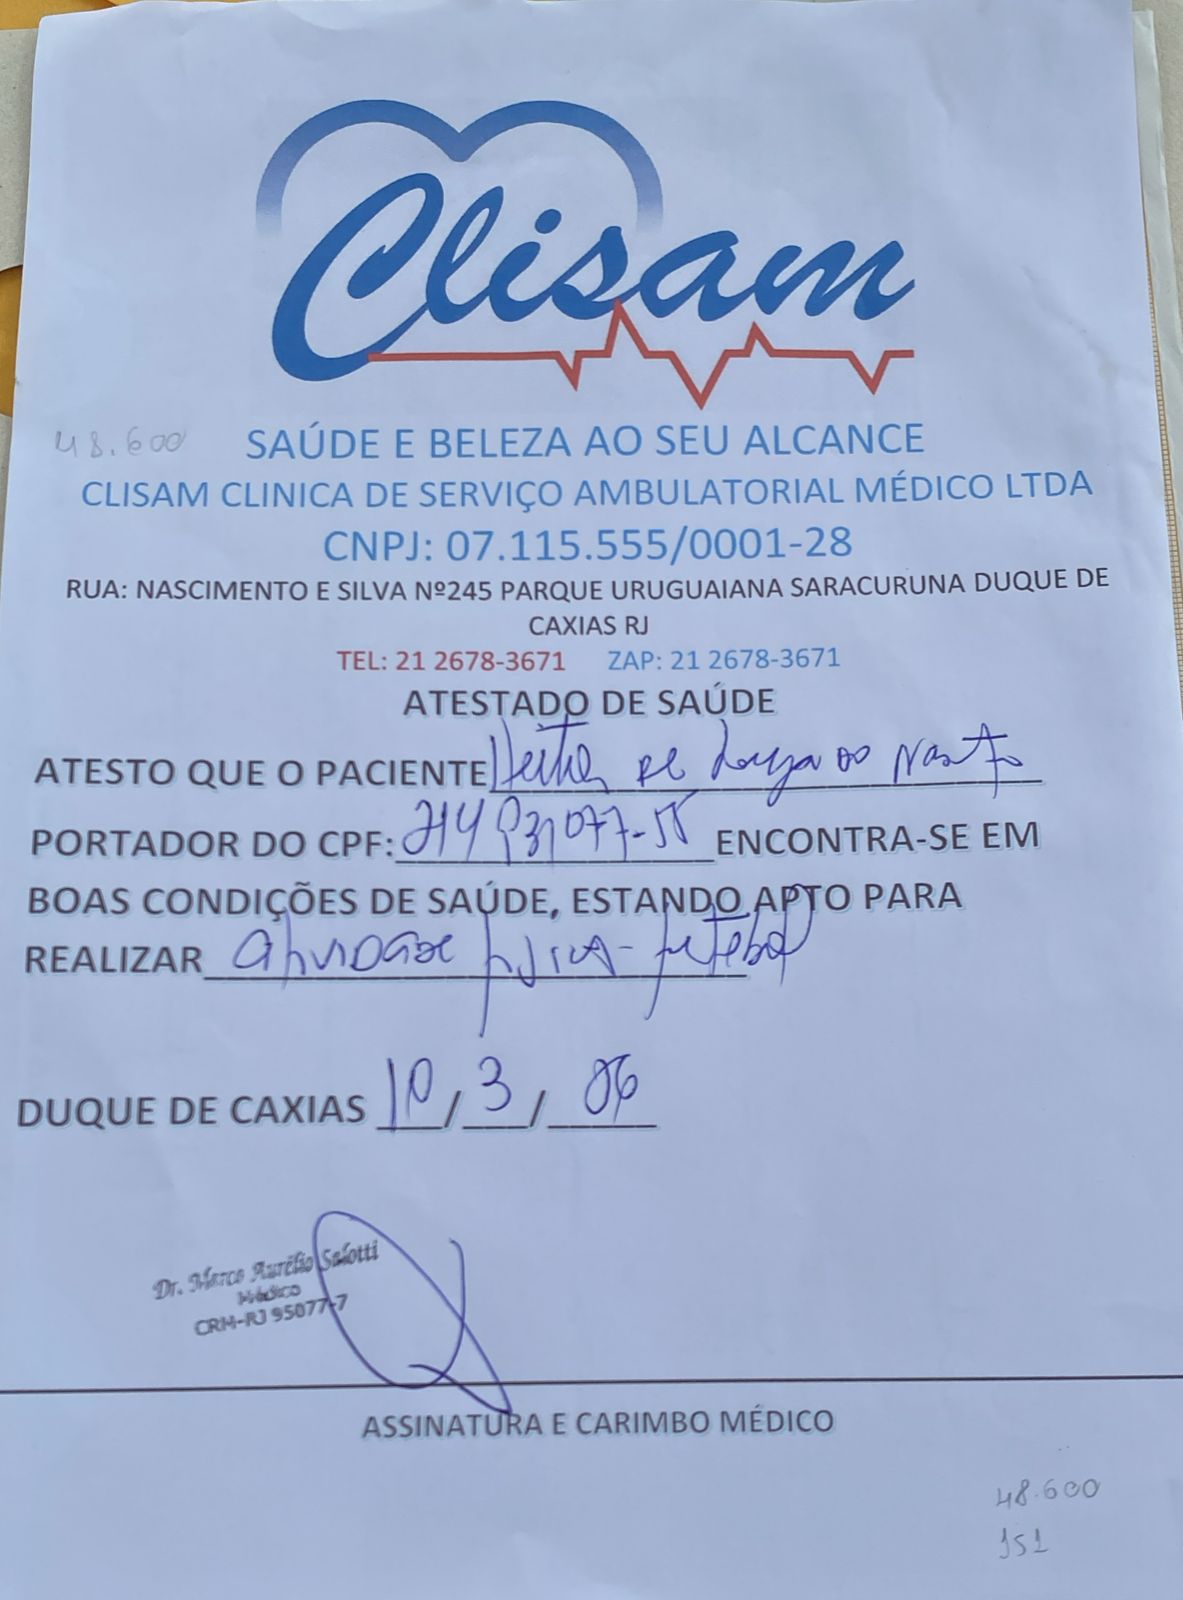 Clisam
48.600
SAÚDE E BELEZA AO SEU ALCANCE
CLISAM CLINICA DE SERVIÇO AMBULATORIAL MÉDICO LTDA
CNPJ: 07.115.555/0001-28
RUA: NASCIMENTO E SILVA Nº245 PARQUE URUGUAIANA SARACURUNA DUQUE DE
CAXIAS RJ
TEL: 21 2678-3671 ZAP: 21 2678-3671
ATESTADO DE SAÚDE
ATESTO QUE O PACIENTE
PORTADOR DO CPF: ENCONTRA-SE EM
BOAS CONDIÇÕES DE SAÚDE, ESTANDO APTO PARA
REALIZAR atividade física - futebol
DUQUE DE CAXIAS 10/3/
Dr. Marco Aurélio Salotti
Médico
CRM-RJ 95077-7
ASSINATURA E CARIMBO MÉDICO
48.600
151